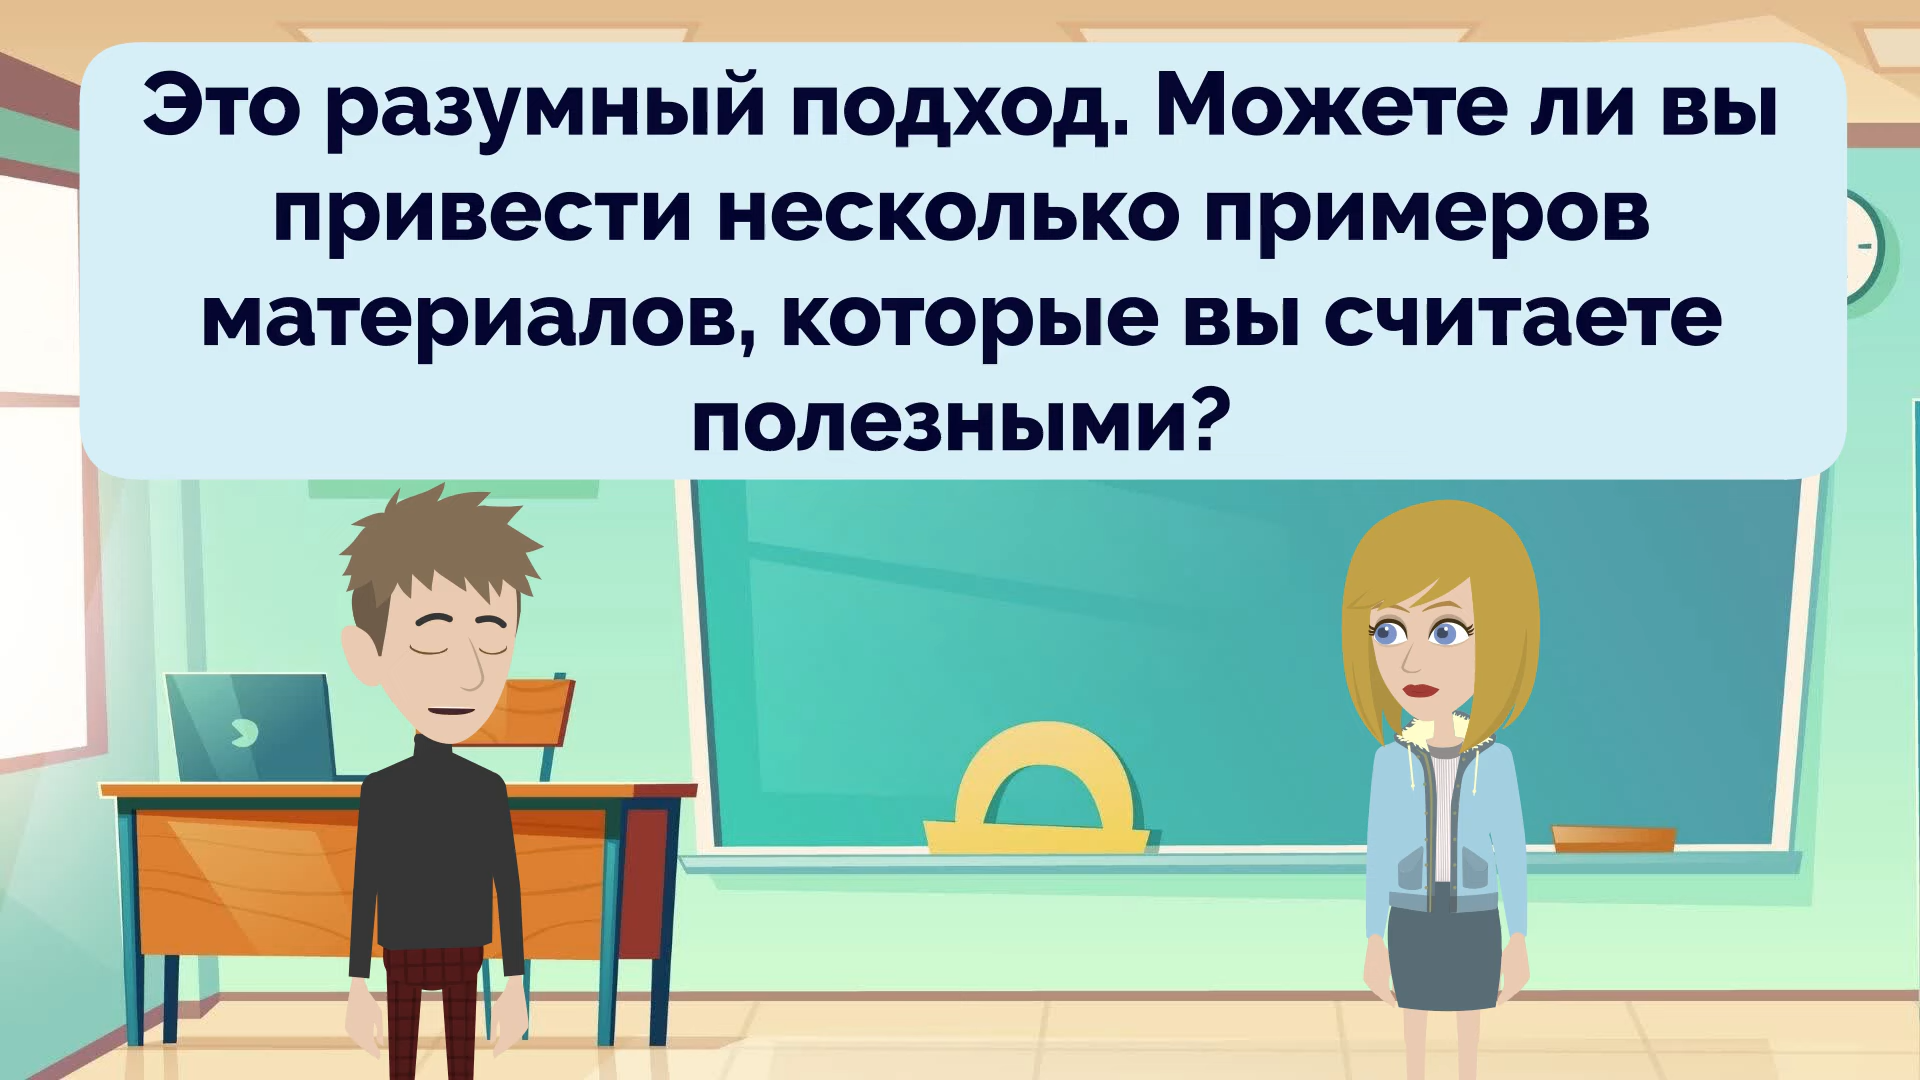 Это разумный подход. Можете ли вы
привести несколько примеров
материалов, которые вы считаете
полезными?